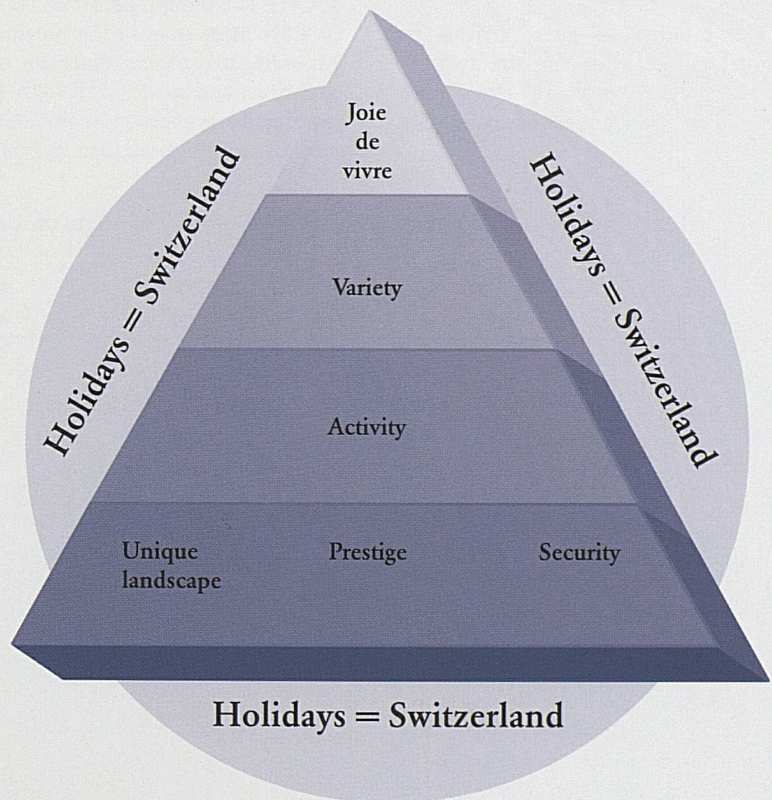 Joie
de
vivre
Holidays = Switzerland
Holidays = Switzerland
Variety
Activity
Unique
landscape
Prestige
Security
Holidays = Switzerland